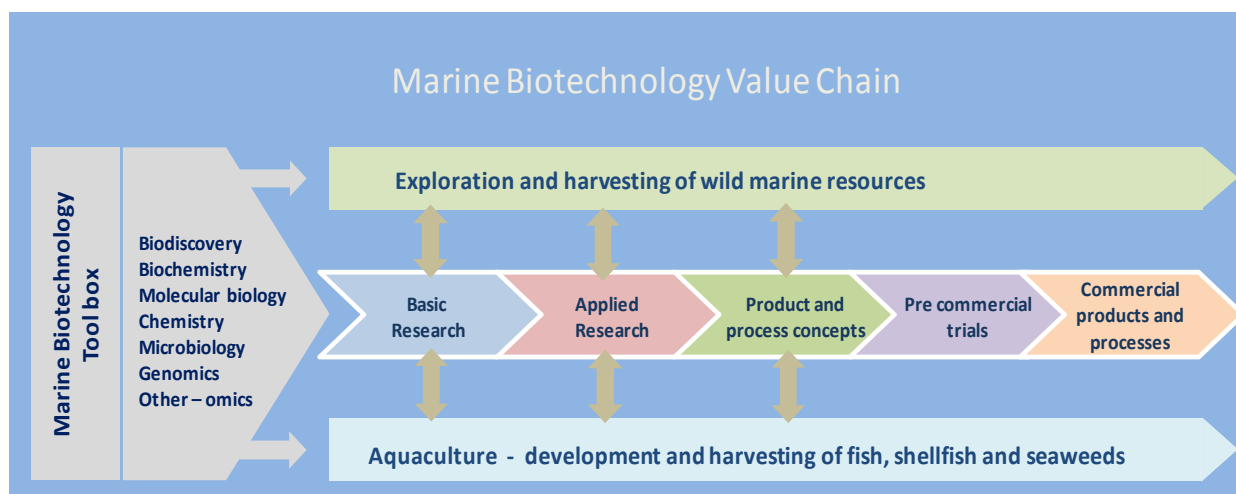 Marine Biotechnology Value Chain
Marine Biotechnology
Tool box
Biodiscovery
Biochemistry
Molecular biology
Chemistry
Microbiology
Genomics
Other – omics
Exploration and harvesting of wild marine resources
Basic
Research
Applied
Research
Product and
process concepts
Pre commercial
trials
Commercial
products and
processes
Aquaculture - development and harvesting of fish, shellfish and seaweeds